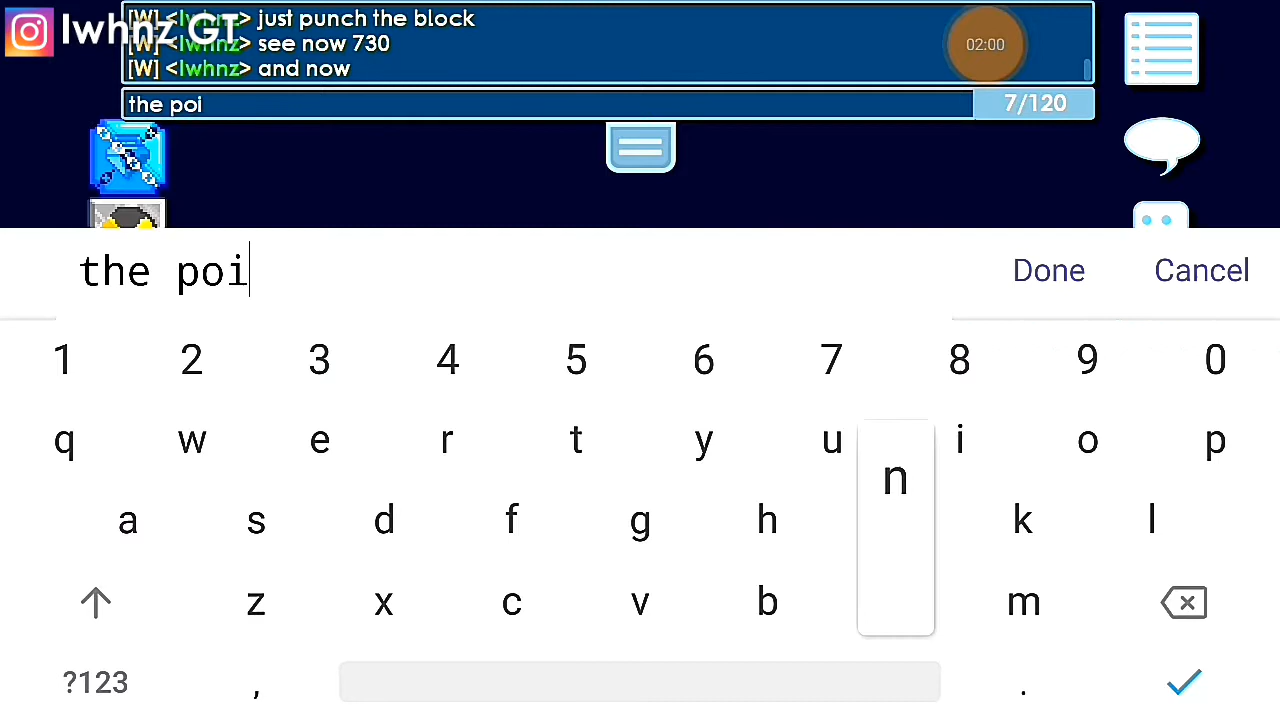 lwhnz GT
[W] <lwhnz> just punch the block
[W] <lwhnz> see now 730
[W] <lwhnz> and now
02:00
the poi
7/120
the poi
Done
Cancel
1 2 3 4 5 6 7 8 9 0
q w e r t y u i o p
n
a s d f g h k l
z x c v b m
?123 , .